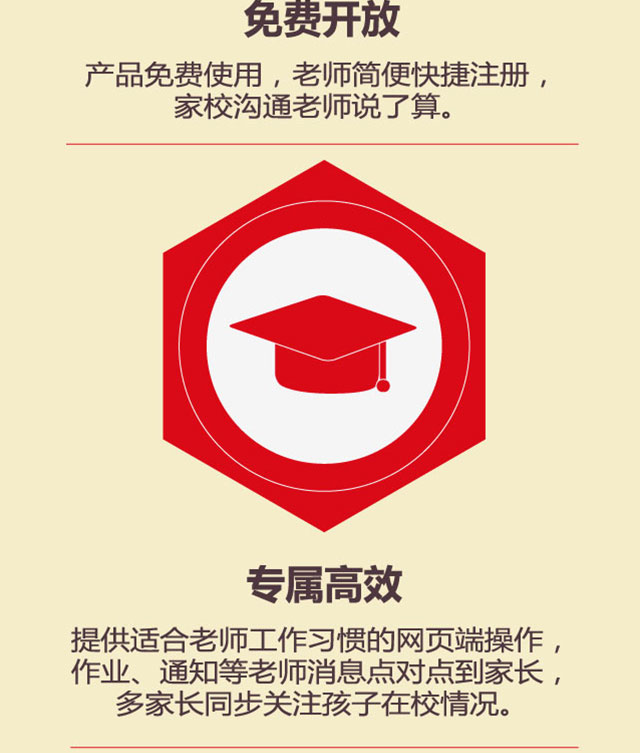 免费开放
产品免费使用，老师简便快捷注册，
家校沟通老师说了算。
专属高效
提供适合老师工作习惯的网页端操作，
作业、通知等老师消息点对点到家长，
多家长同步关注孩子在校情况。